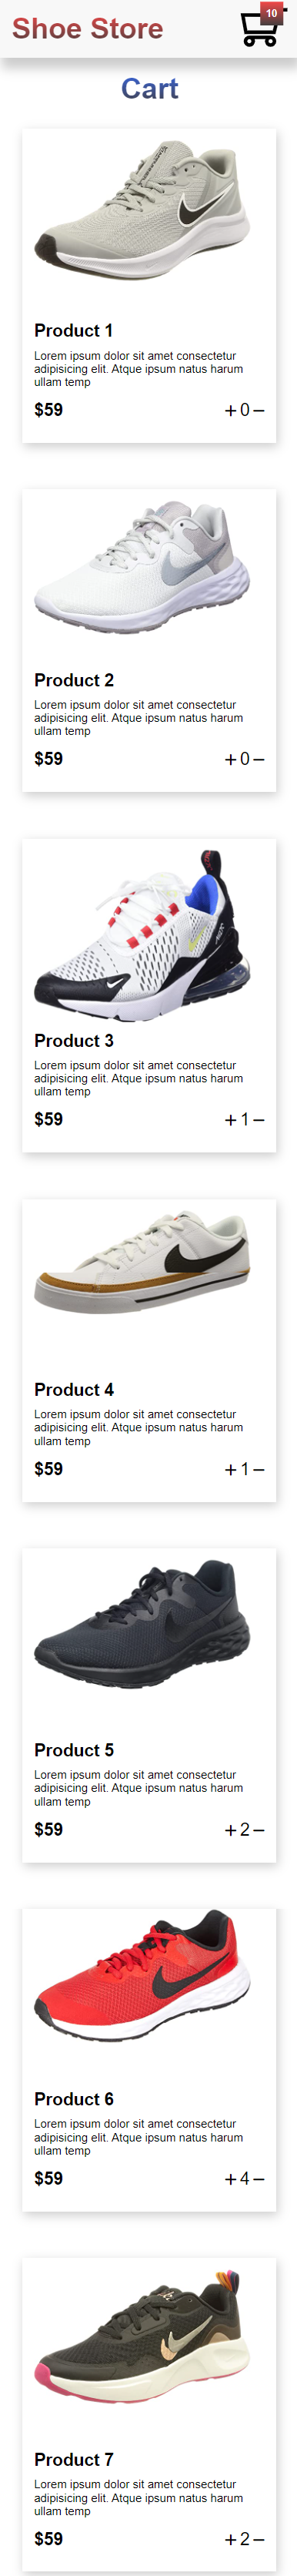 Shoe Store
10
Cart
Product 1
Lorem ipsum dolor sit amet consectetur
adipisicing elit. Atque ipsum natus harum
ullam temp
$59 +0−
Product 2
Lorem ipsum dolor sit amet consectetur
adipisicing elit. Atque ipsum natus harum
ullam temp
$59 +0−
Product 3
Lorem ipsum dolor sit amet consectetur
adipisicing elit. Atque ipsum natus harum
ullam temp
$59 +1−
Product 4
Lorem ipsum dolor sit amet consectetur
adipisicing elit. Atque ipsum natus harum
ullam temp
$59 +1−
Product 5
Lorem ipsum dolor sit amet consectetur
adipisicing elit. Atque ipsum natus harum
ullam temp
$59 +2−
Product 6
Lorem ipsum dolor sit amet consectetur
adipisicing elit. Atque ipsum natus harum
ullam temp
$59 +4−
Product 7
Lorem ipsum dolor sit amet consectetur
adipisicing elit. Atque ipsum natus harum
ullam temp
$59 +2−